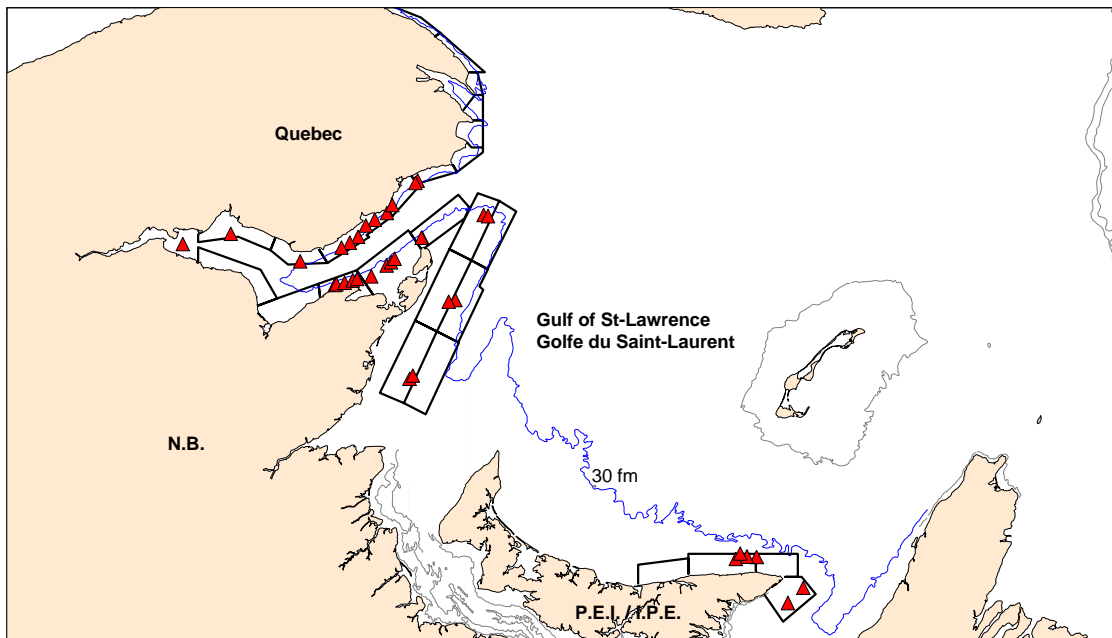 Quebec
Gulf of St-Lawrence
Golfe du Saint-Laurent
N.B.
30 fm
P.E.I. / I.P.E.